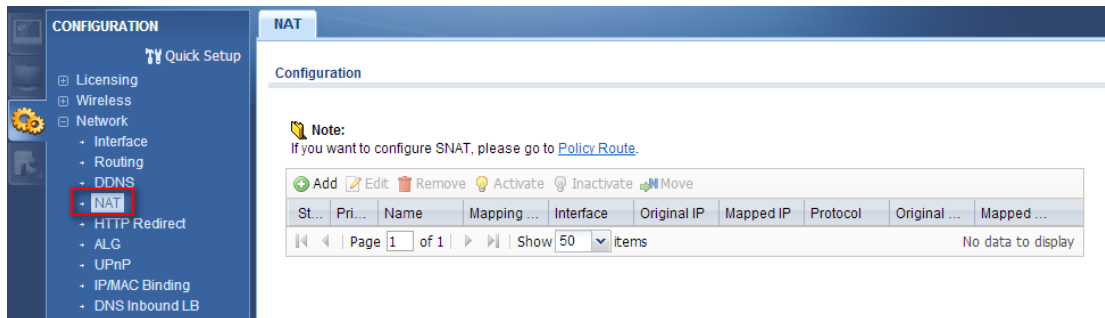 CONFIGURATION
Quick Setup
Licensing
Wireless
Network
Interface
Routing
DDNS
NAT
HTTP Redirect
ALG
UPnP
IP/MAC Binding
DNS Inbound LB
NAT
Configuration
Note:
If you want to configure SNAT, please go to Policy Route.
Add Edit Remove Activate Inactivate Move
St... Pri... Name Mapping ... Interface Original IP Mapped IP Protocol Original ... Mapped ...
Page 1 of 1 Show 50 items No data to display